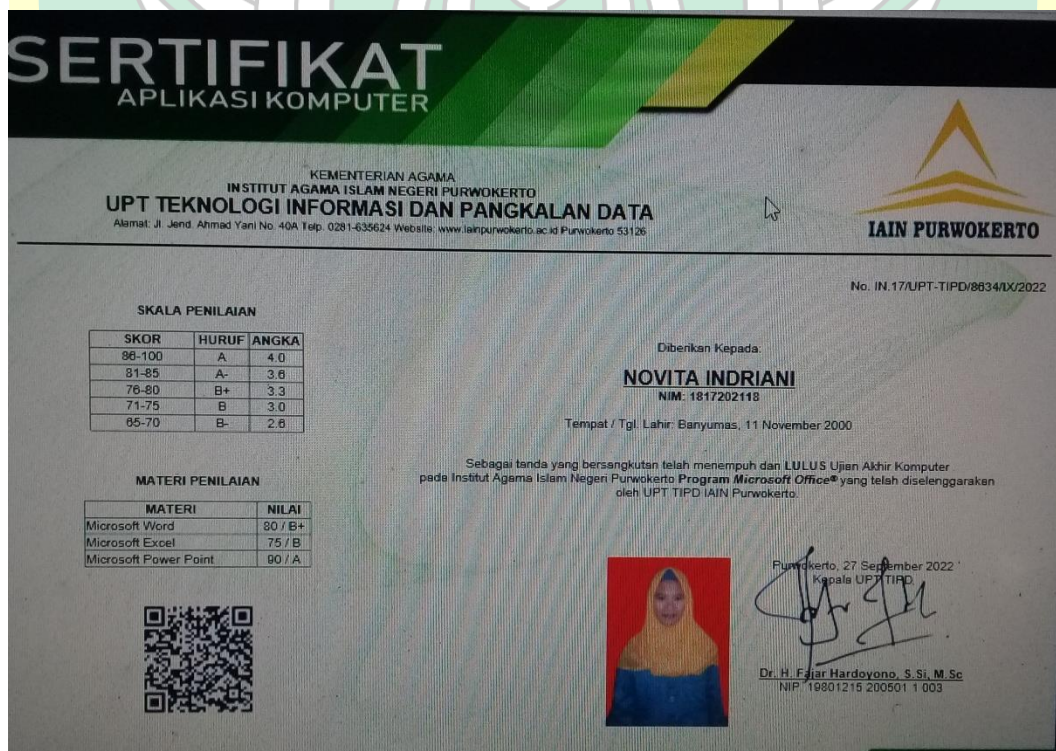 SERTIFIKAT
APLIKASI KOMPUTER
KEMENTERIAN AGAMA
INSTITUT AGAMA ISLAM NEGERI PURWOKERTO
UPT TEKNOLOGI INFORMASI DAN PANGKALAN DATA
Alamat: Jl. Jend. Ahmad Yani No. 40A Telp. 0281-635624 Website: www.iainpurwokerto.ac.id Purwokerto 53126
IAIN PURWOKERTO
No. IN.17/UPT-TIPD/8634/IX/2022
SKALA PENILAIAN
SKOR HURUF ANGKA
86-100 A 4.0
81-85 A- 3.6
76-80 B+ 3.3
71-75 B 3.0
65-70 B- 2.6
MATERI PENILAIAN
MATERI NILAI
Microsoft Word 80 / B+
Microsoft Excel 75 / B
Microsoft Power Point 90 / A
Diberikan Kepada:
NOVITA INDRIANI
NIM: 1817202118
Tempat / Tgl. Lahir: Banyumas, 11 November 2000
Sebagai tanda yang bersangkutan telah menempuh dan LULUS Ujian Akhir Komputer
pada Institut Agama Islam Negeri Purwokerto Program Microsoft Office® yang telah diselenggarakan
oleh UPT TIPD IAIN Purwokerto.
Purwokerto, 27 September 2022
Kepala UPT TIPD
Dr. H. Fajar Hardoyono, S.Si, M.Sc
NIP. 19801215 200501 1 003